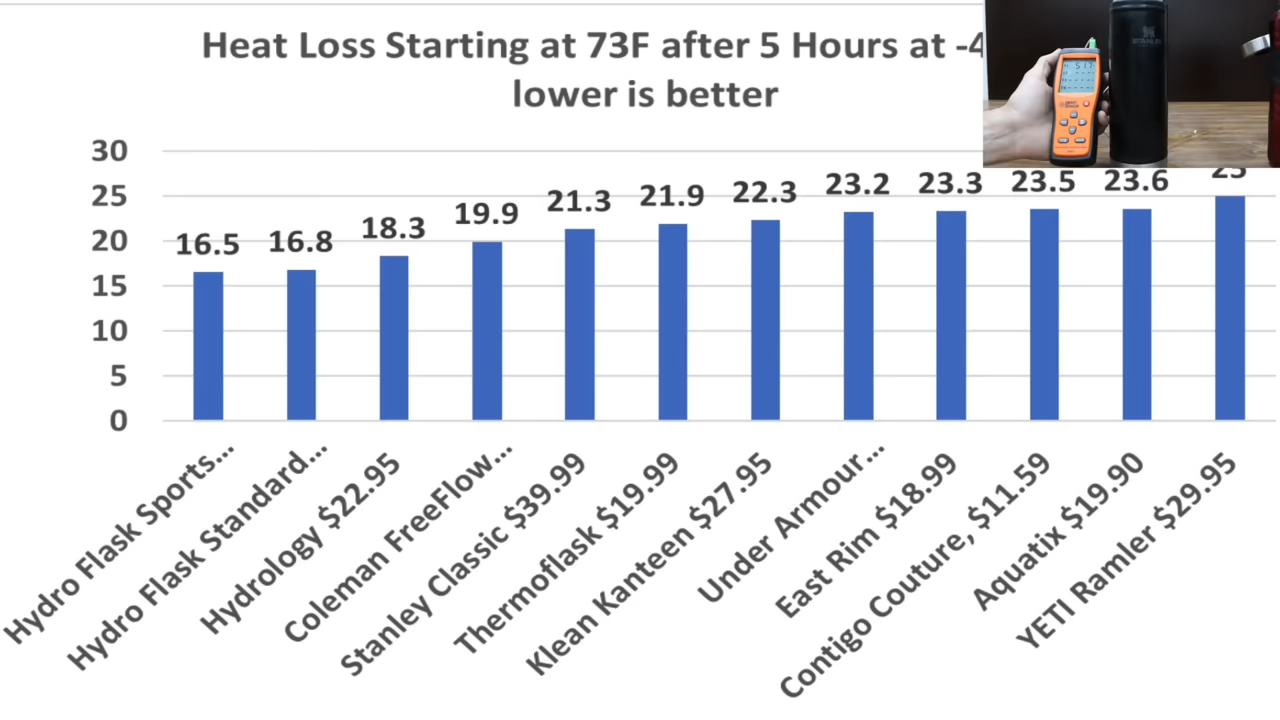 Heat Loss Starting at 73F after 5 Hours at -4
lower is better
30
25
20
15
10
5
0
16.5
16.8
18.3
19.9
21.3
21.9
22.3
23.2
23.3
23.5
23.6
25
Hydro Flask Sports...
Hydro Flask Standard...
Hydrology $22.95
Coleman FreeFlow...
Stanley Classic $39.99
Thermoflask $19.99
Klean Kanteen $27.95
Under Armour...
East Rim $18.99
Contigo Couture, $11.59
Aquatix $19.90
YETI Ramler $29.95
STANLEY